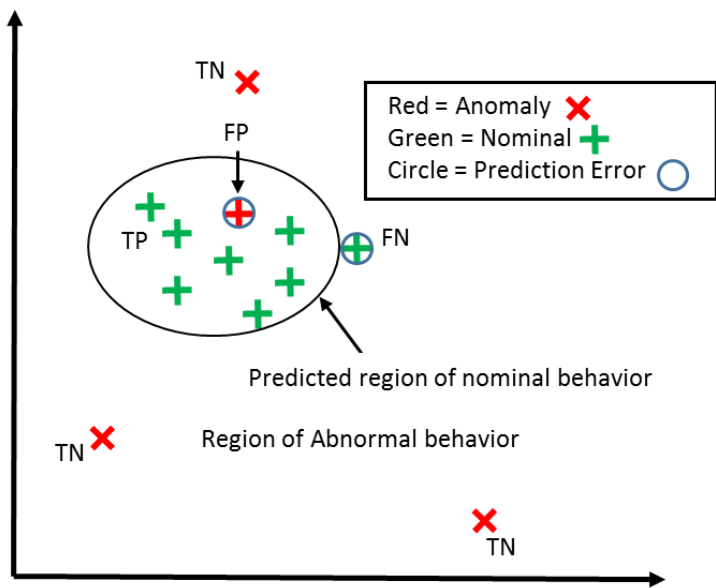 TN
Red = Anomaly
Green = Nominal
Circle = Prediction Error
FP
TP
FN
Predicted region of nominal behavior
Region of Abnormal behavior
TN
TN